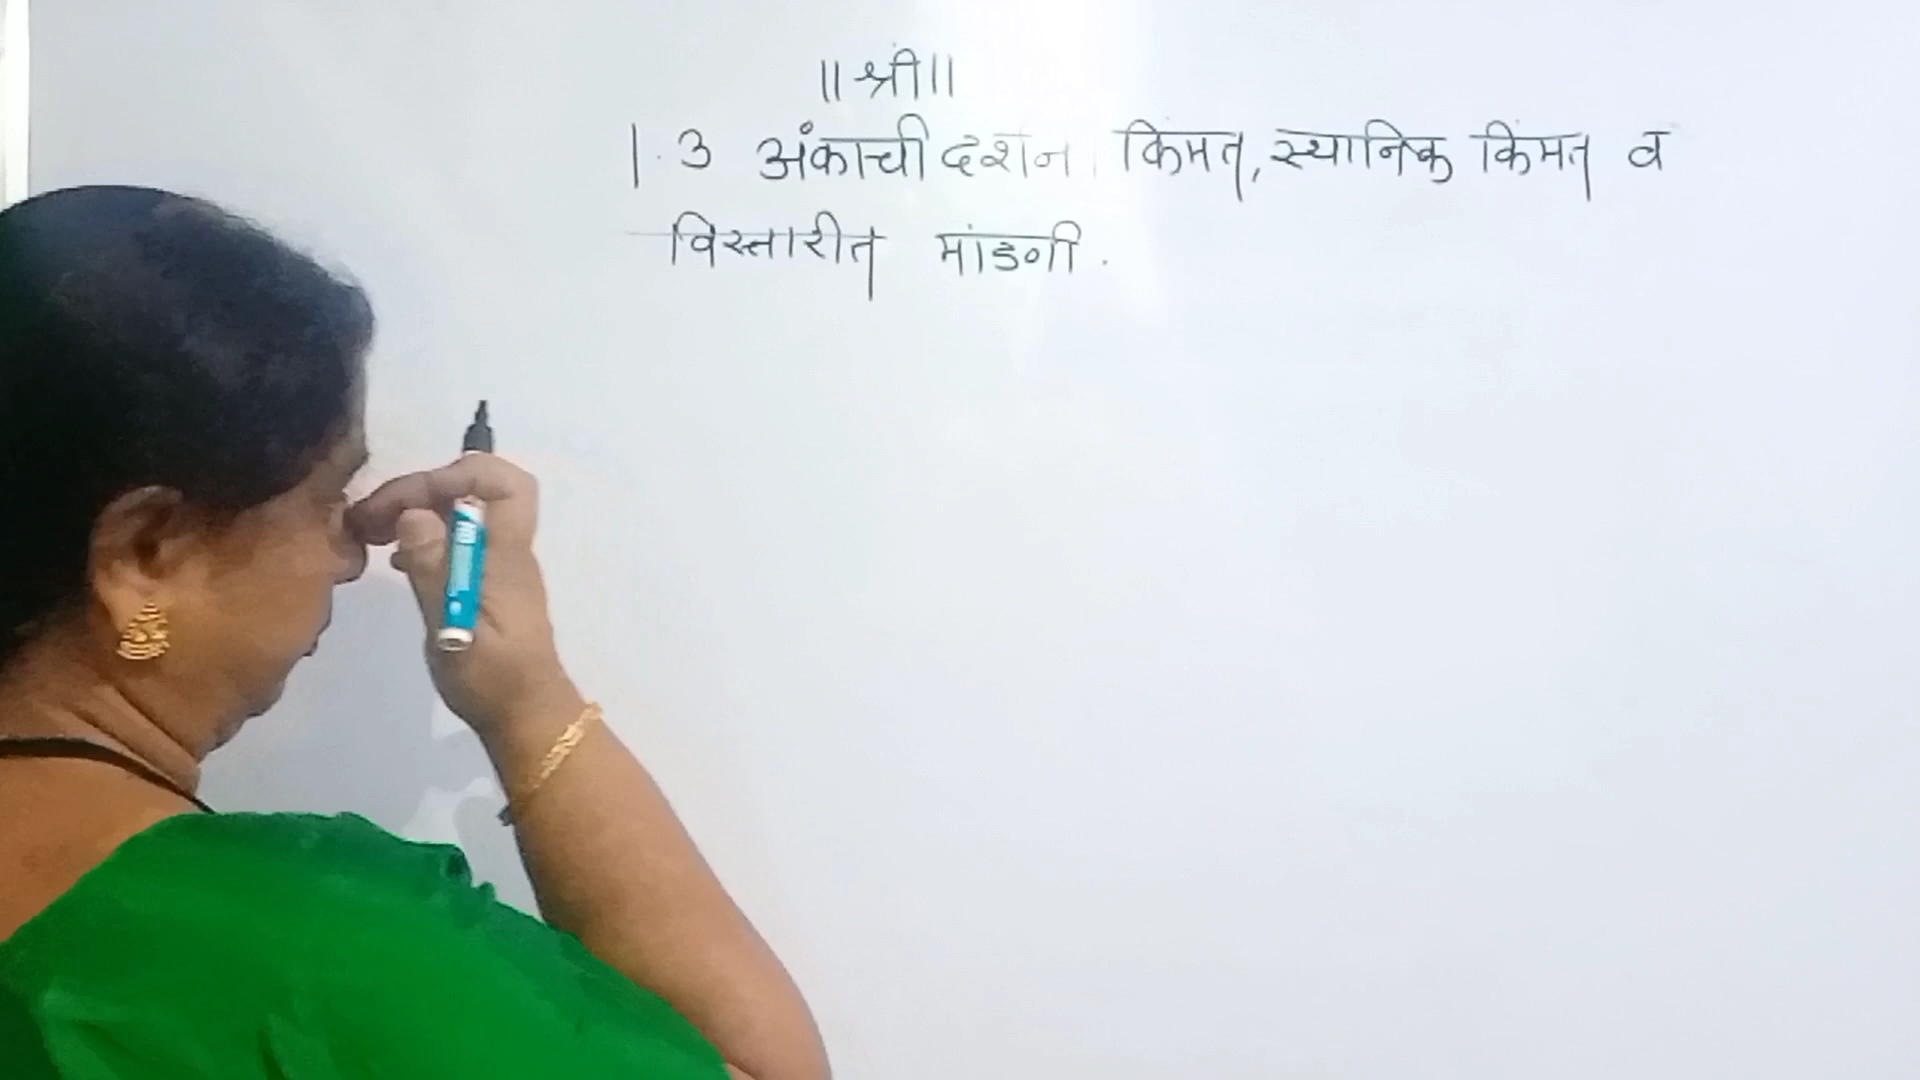 ॥ श्री ॥
1.3 अंकाची दर्शन किंमत, स्थानिक किंमत व
विस्तारीत मांडणी.